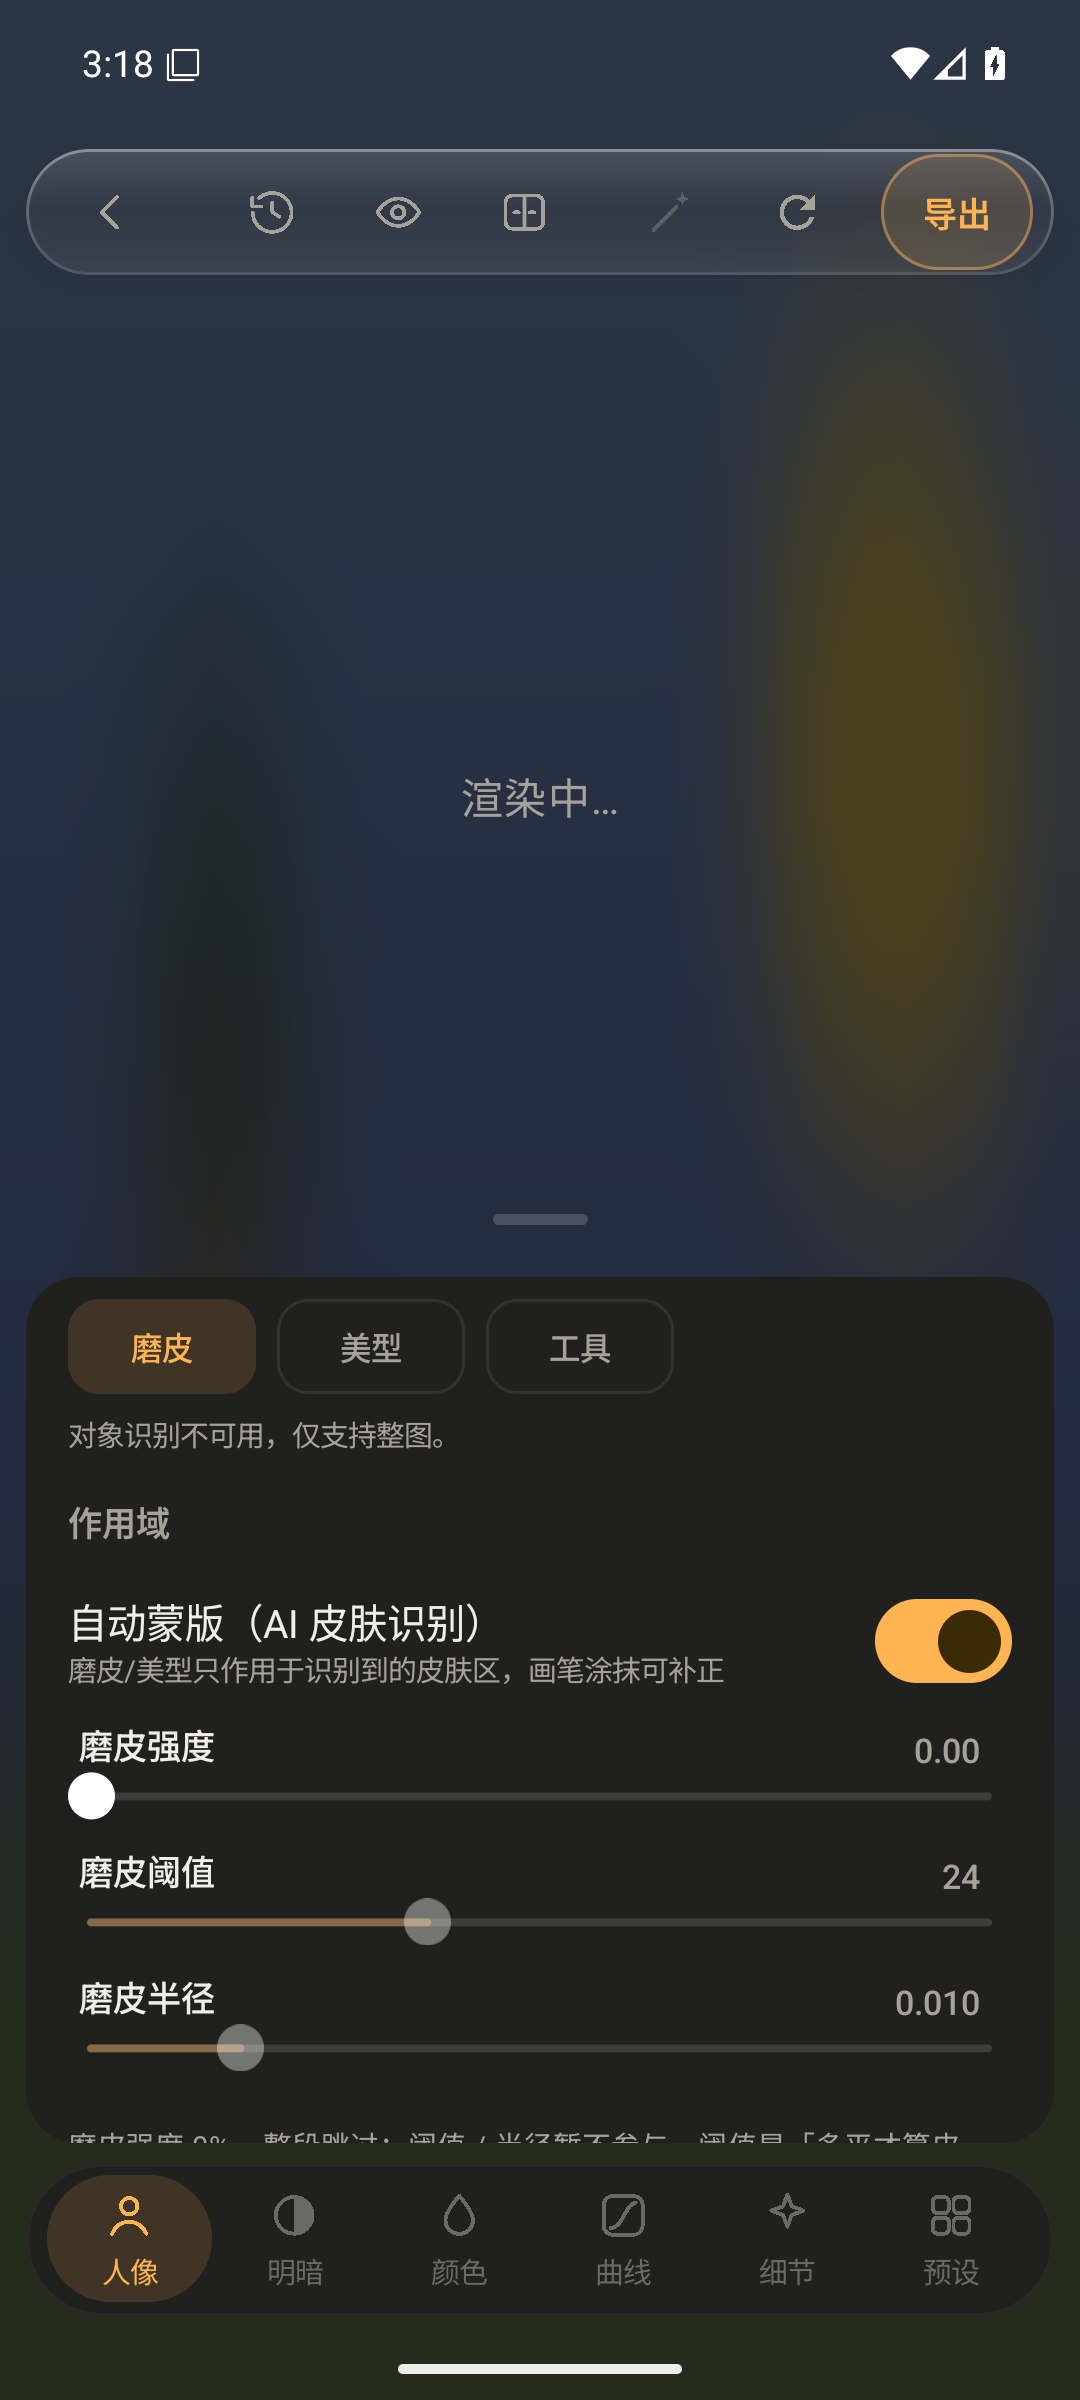 3:18
导出
渲染中...
磨皮
美型
工具
对象识别不可用，仅支持整图。
作用域
自动蒙版（AI 皮肤识别）
磨皮/美型只作用于识别到的皮肤区，画笔涂抹可补正
磨皮强度
0.00
磨皮阈值
24
磨皮半径
0.010
人像
明暗
颜色
曲线
细节
预设